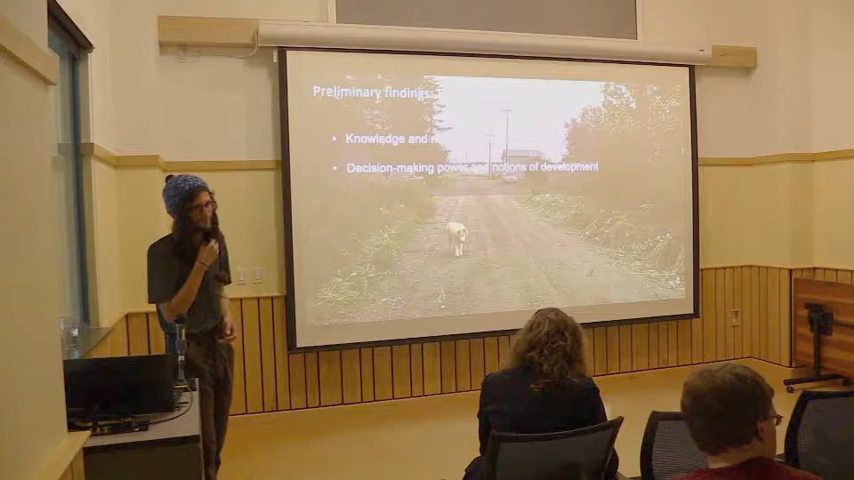 Preliminary findings:
• Knowledge and
• Decision-making power and notions of development